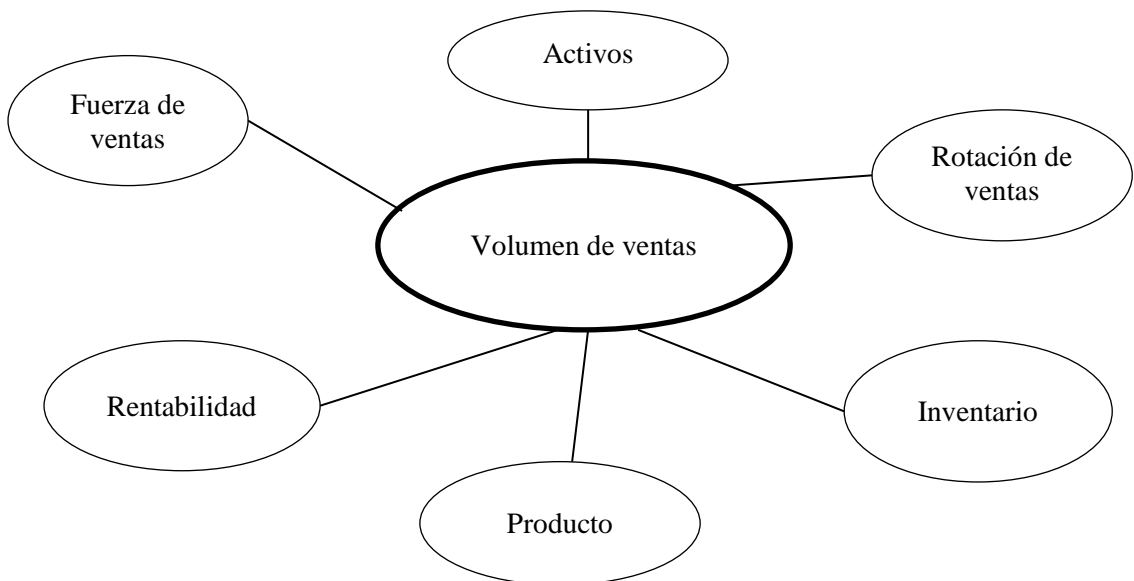 Activos
Fuerza de
ventas
Rotación de
ventas
Volumen de ventas
Rentabilidad
Inventario
Producto